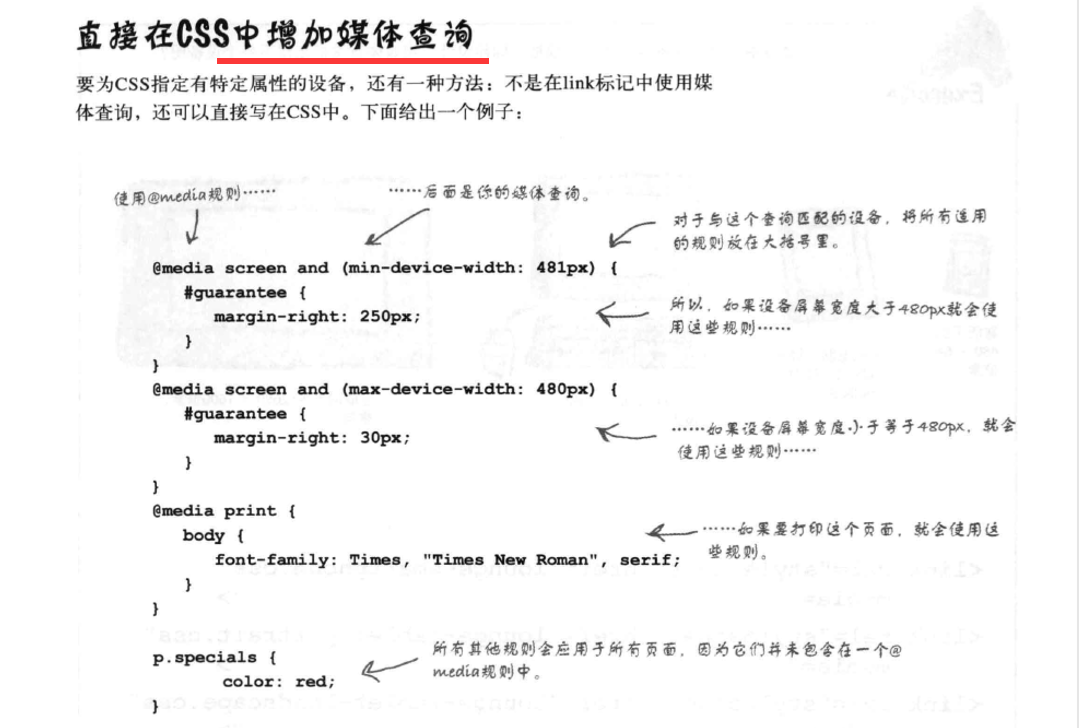 直接在CSS中增加媒体查询
要为CSS指定有特定属性的设备，还有一种方法：不是在link标记中使用媒
体查询，还可以直接写在CSS中。下面给出一个例子：
使用@media规则……
……后面是你的媒体查询。
对于与这个查询匹配的设备，将所有适用
的规则放在大括号里。
@media screen and (min-device-width: 481px) {
#guarantee {
margin-right: 250px;
}
}
所以，如果设备屏幕宽度大于480px就会使
用这些规则……
@media screen and (max-device-width: 480px) {
#guarantee {
margin-right: 30px;
}
}
……如果设备屏幕宽度小于等于480px，就会
使用这些规则……
@media print {
body {
font-family: Times, "Times New Roman", serif;
}
}
……如果要打印这个页面，就会使用这
些规则。
p.specials {
color: red;
}
所有其他规则会应用于所有页面，因为它们并未包含在一个@
media规则中。